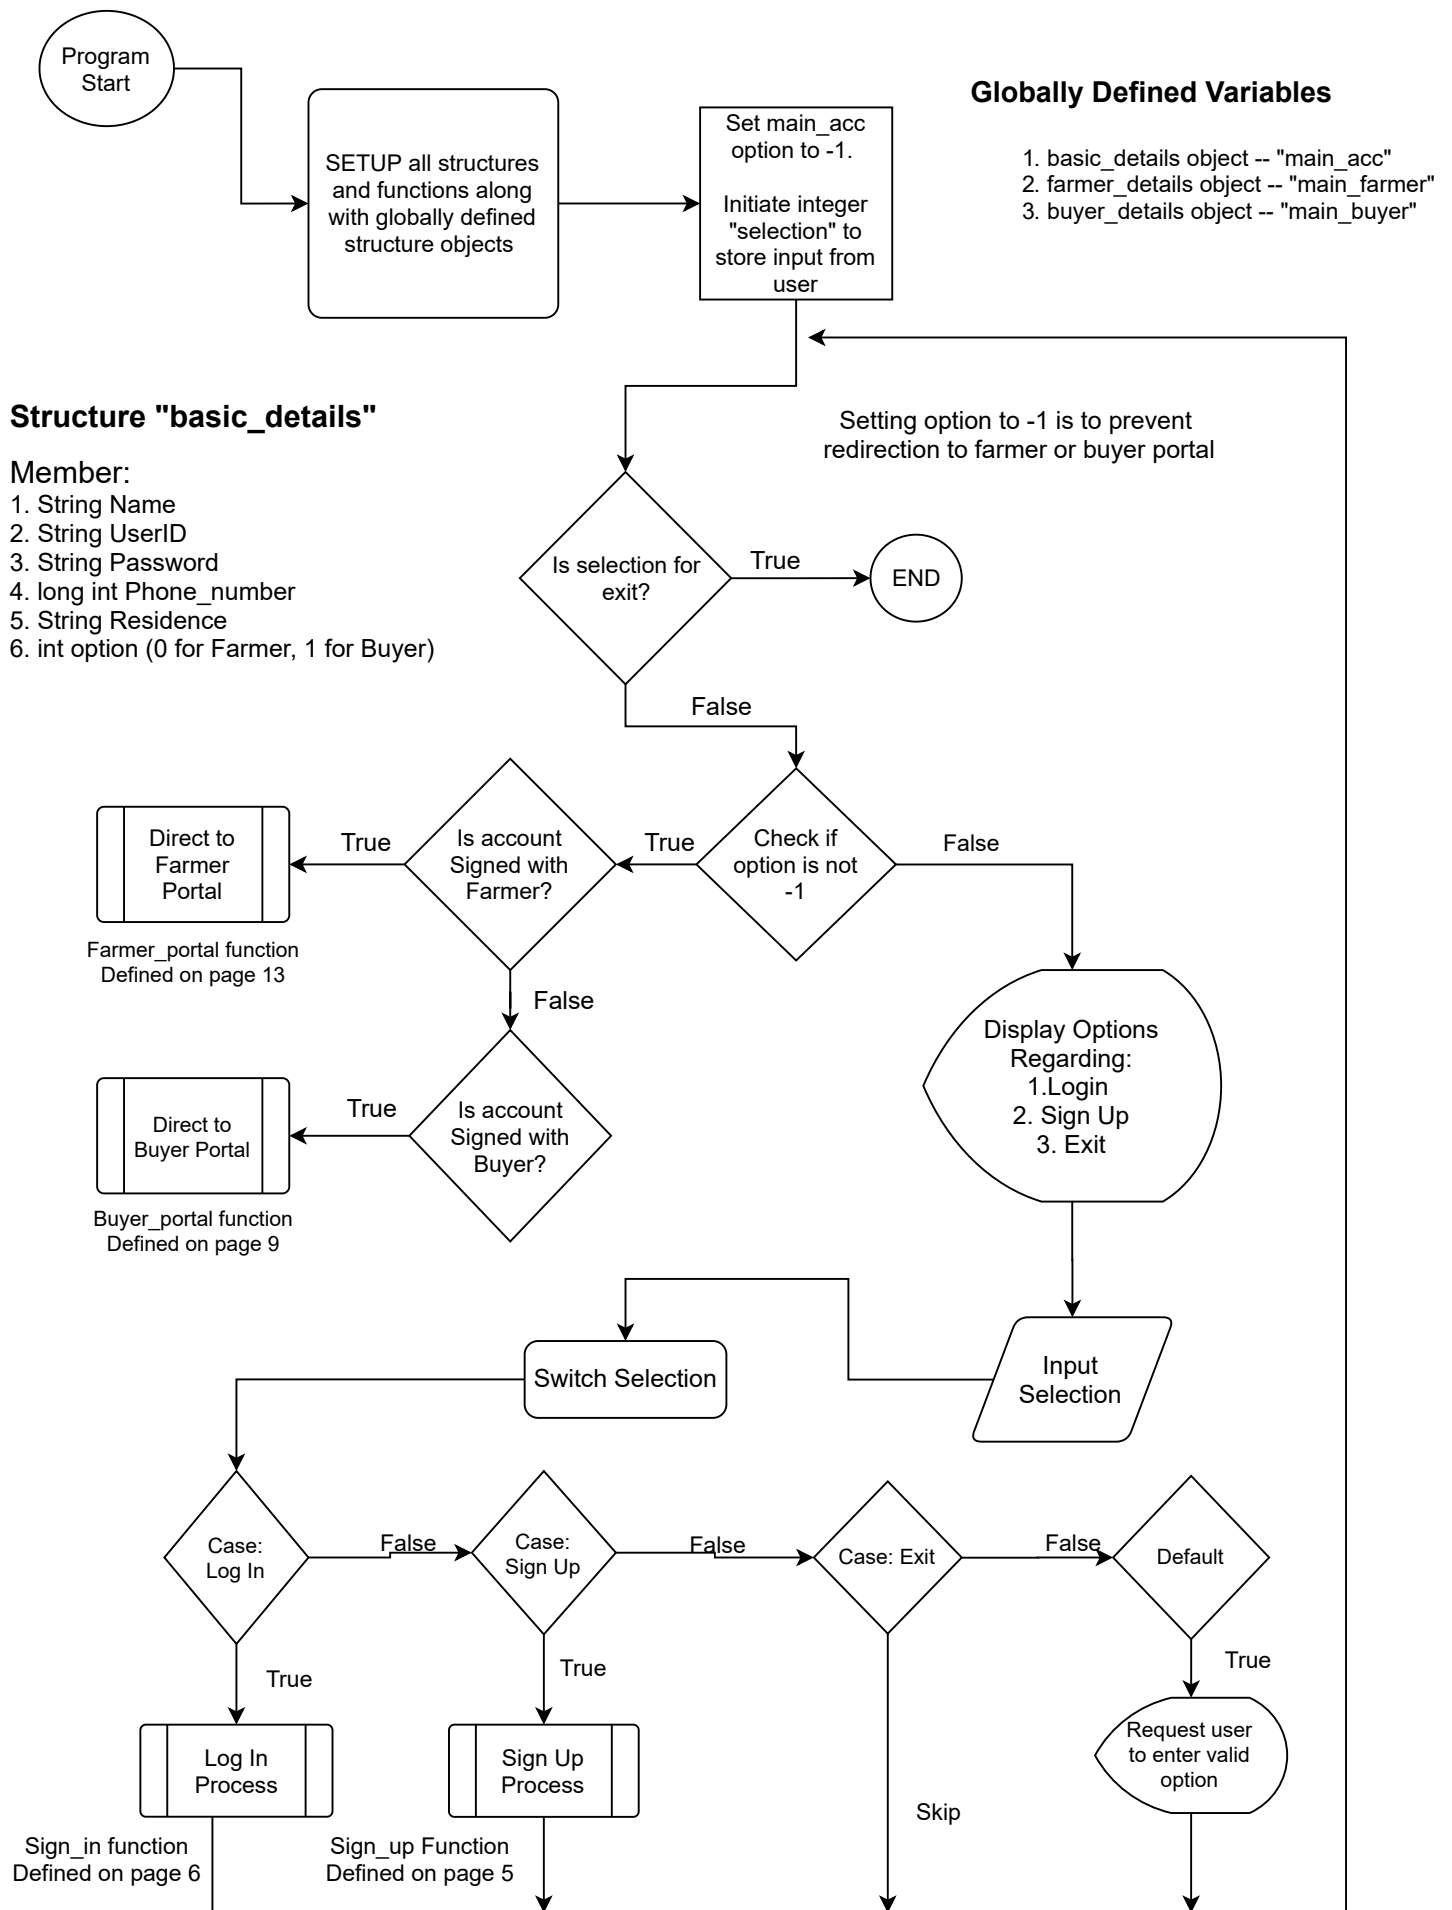 Program
Start
Globally Defined Variables
SETUP all structures
and functions along
with globally defined
structure objects
Set main_acc
option to -1.
Initiate integer
"selection" to
store input from
user
1. basic_details object -- "main_acc"
2. farmer_details object -- "main_farmer"
3. buyer_details object -- "main_buyer"
Structure "basic_details"
Member:
1. String Name
2. String UserID
3. String Password
4. long int Phone_number
5. String Residence
6. int option (0 for Farmer, 1 for Buyer)
Setting option to -1 is to prevent
redirection to farmer or buyer portal
Is selection for
exit?
True
END
False
Direct to
Farmer
Portal
True
Is account
Signed with
Farmer?
True
Check if
option is not
-1
False
Farmer_portal function
Defined on page 13
False
Display Options
Regarding:
1.Login
2. Sign Up
3. Exit
Direct to
Buyer Portal
True
Is account
Signed with
Buyer?
Buyer_portal function
Defined on page 9
Switch Selection
Input
Selection
Case:
Log In
False
Case:
Sign Up
False
Case: Exit
False
Default
True
True
True
Log In
Process
Sign Up
Process
Request user
to enter valid
option
Skip
Sign_in function
Defined on page 6
Sign_up Function
Defined on page 5